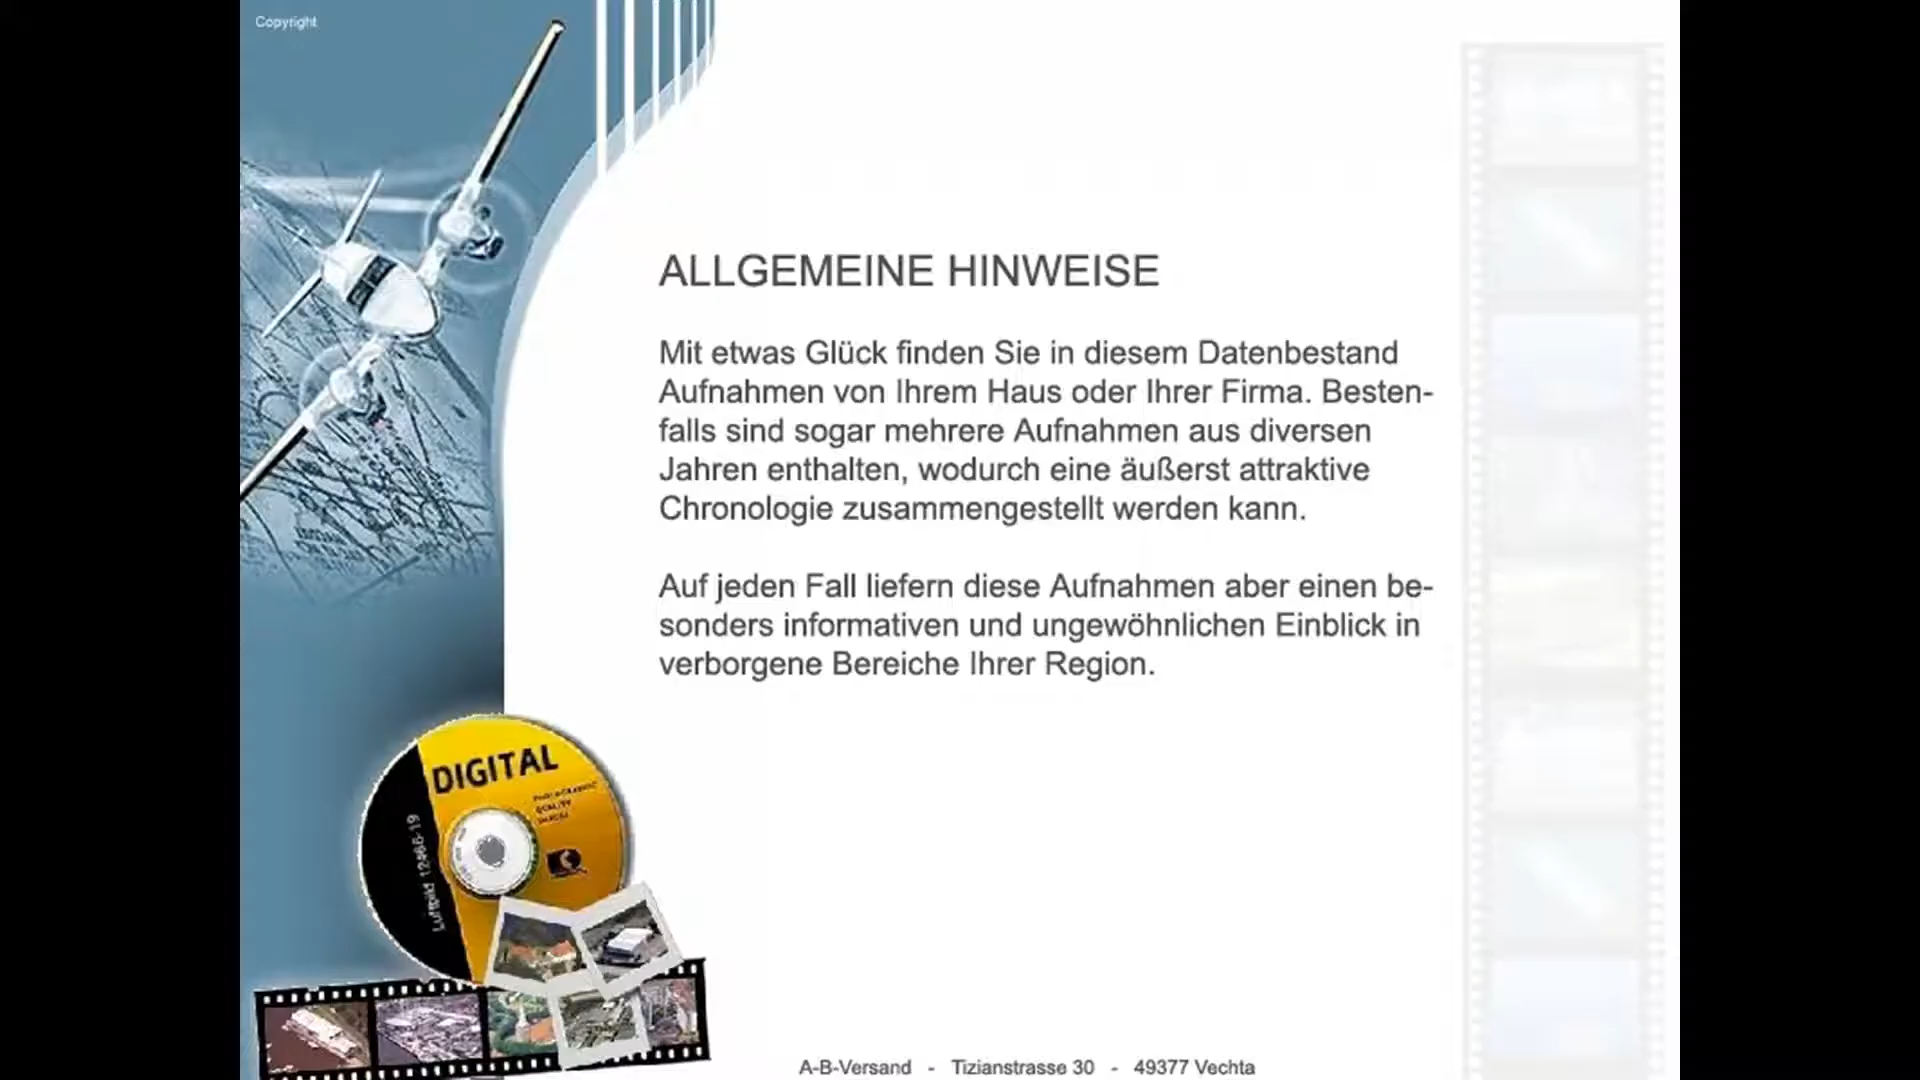 Copyright
ALLGEMEINE HINWEISE
Mit etwas Glück finden Sie in diesem Datenbestand
Aufnahmen von Ihrem Haus oder Ihrer Firma. Besten-
falls sind sogar mehrere Aufnahmen aus diversen
Jahren enthalten, wodurch eine äußerst attraktive
Chronologie zusammengestellt werden kann.
Auf jeden Fall liefern diese Aufnahmen aber einen be-
sonders informativen und ungewöhnlichen Einblick in
verborgene Bereiche Ihrer Region.
DIGITAL
Luftbild
A-B-Versand - Tizianstrasse 30 - 49377 Vechta